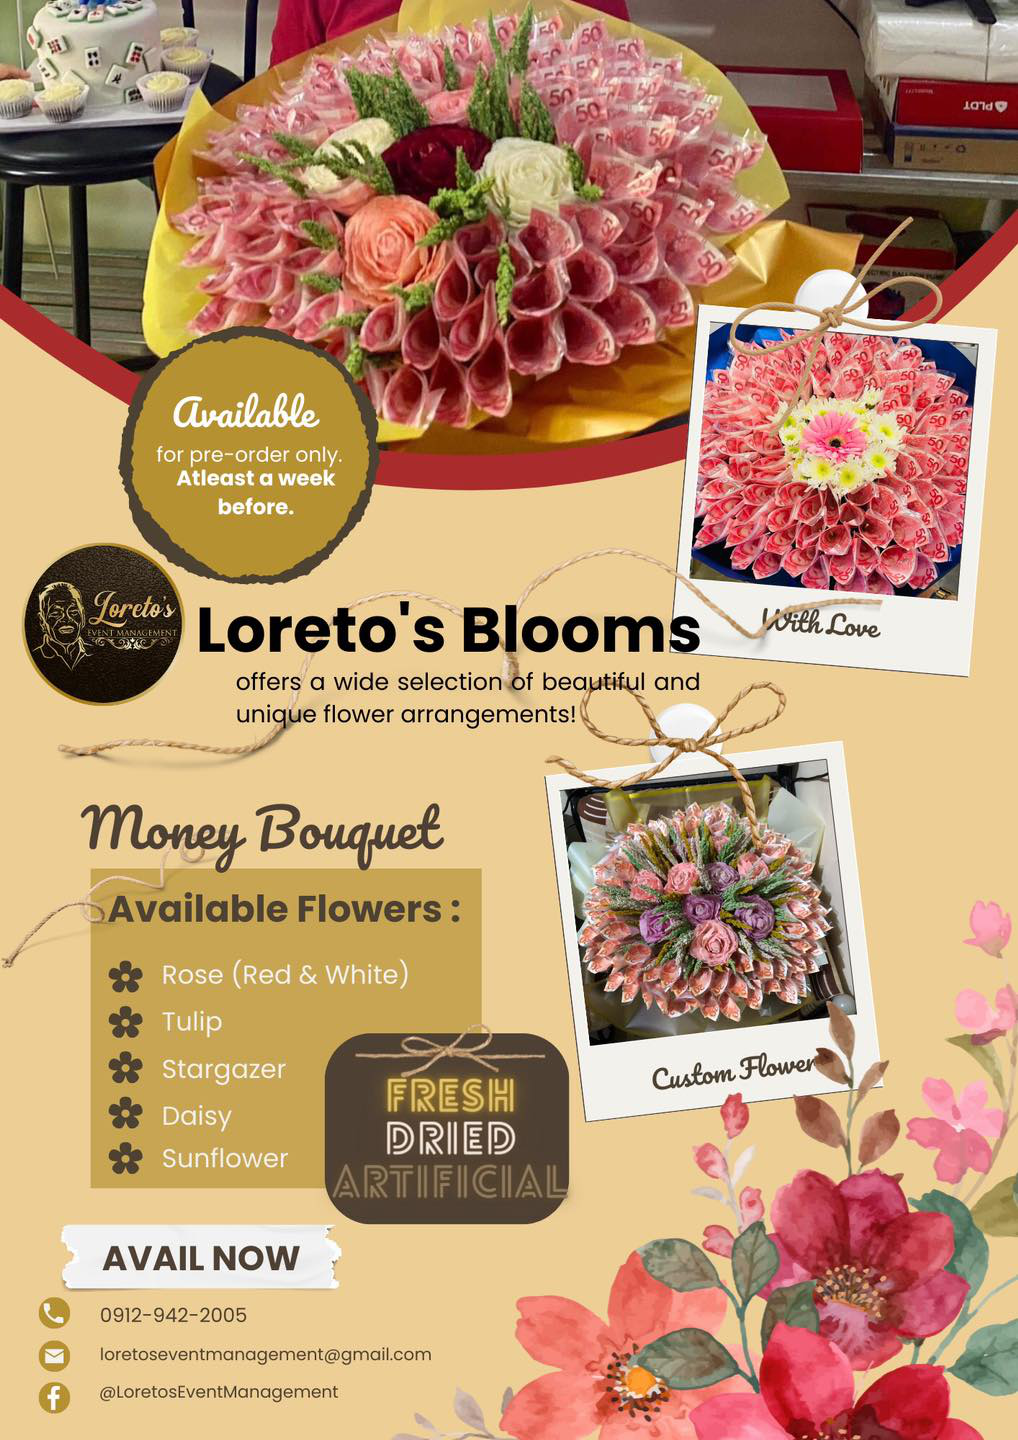 PLDT
Available
for pre-order only.
Atleast a week
before.
Loreto's
EVENT MANAGEMENT
Loreto's Blooms
offers a wide selection of beautiful and
unique flower arrangements!
With Love
Money Bouquet
Available Flowers :
Rose (Red & White)
Tulip
Stargazer
Daisy
Sunflower
FRESH
DRIED
ARTIFICIAL
Custom Flower
AVAIL NOW
0912-942-2005
loretoseventmanagement@gmail.com
@LoretosEventManagement